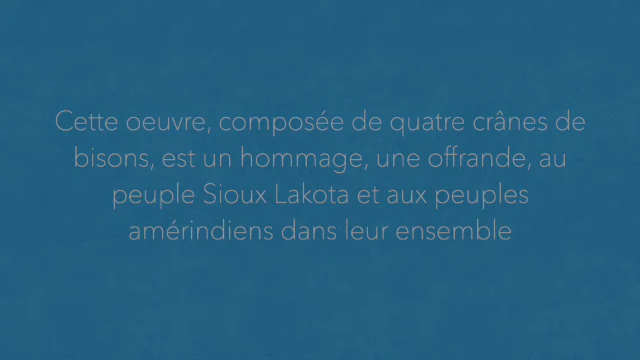 Cette oeuvre, composée de quatre crânes de
bisons, est un hommage, une offrande, au
peuple Sioux Lakota et aux peuples
amérindiens dans leur ensemble